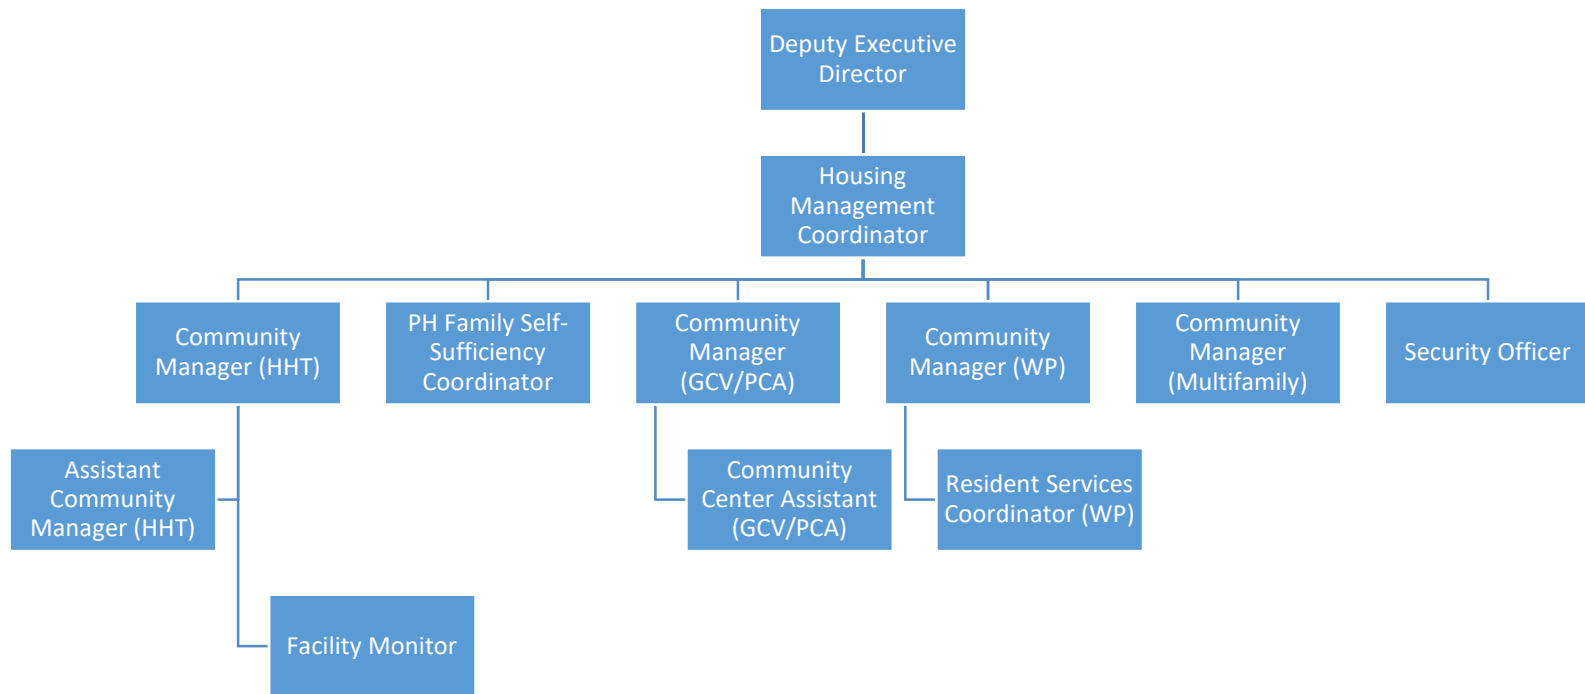 Deputy Executive
Director
Housing
Management
Coordinator
Community
Manager (HHT)
PH Family Self-
Sufficiency
Coordinator
Community
Manager
(GCV/PCA)
Community
Manager (WP)
Community
Manager
(Multifamily)
Security Officer
Assistant
Community
Manager (HHT)
Community
Center Assistant
(GCV/PCA)
Resident Services
Coordinator (WP)
Facility Monitor